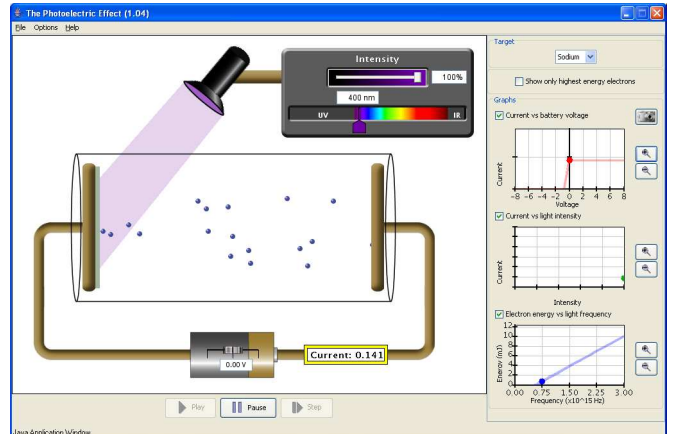 The Photoelectric Effect (1.04)
File Options Help
Intensity
100%
400 nm
UV
IR
Current: 0.141
0.00 V
Play
Pause
Step
Java Application Window
Target
Sodium
Show only highest energy electrons
Graphs
Current vs battery voltage
Current
-8 -6 -4 -2 0 2 4 6 8
Voltage
Current vs light intensity
Current
Intensity
Electron energy vs light frequency
12
10
8
6
4
2
0
0.00 0.75 1.50 2.25 3.00
Frequency (x10^15 Hz)